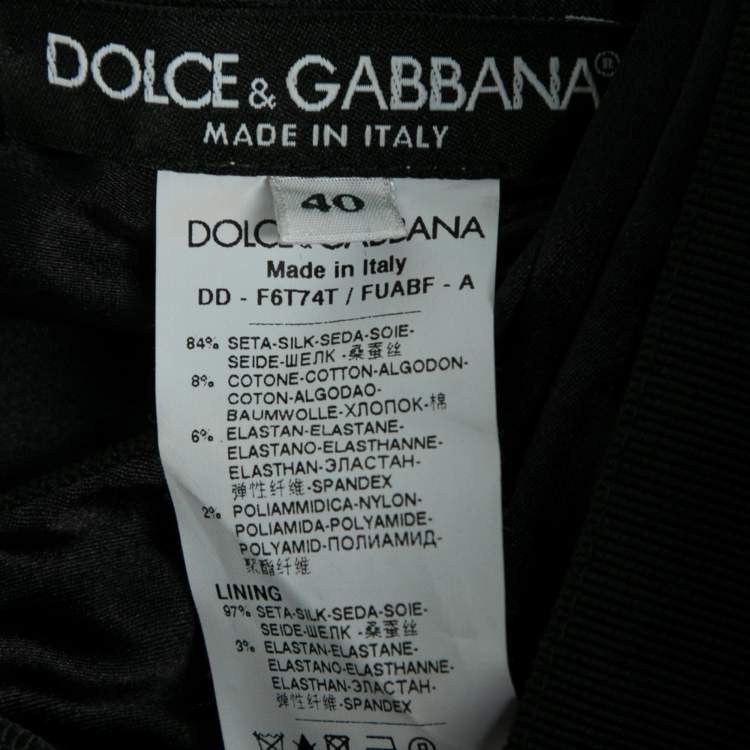 DOLCE & GABBANA®
MADE IN ITALY
40
DOLCE & GABBANA
Made in Italy
DD - F6T74T / FUABF - A
84% SETA-SILK-SEDA-SOIE-
SEIDE-ШЕЛК -桑蚕丝
8% COTONE-COTTON-ALGODON-
COTON-ALGODAO-
BAUMWOLLE-ХЛОПОК-棉
6% ELASTAN-ELASTANE-
ELASTANO-ELASTHANNE-
ELASTHAN-ЭЛАСТАН-
弹性纤维-SPANDEX
2% POLIAMMIDICA-NYLON-
POLIAMIDA-POLYAMIDE-
POLYAMID-ПОЛИАМИД-
聚酯纤维
LINING
97% SETA-SILK-SEDA-SOIE-
SEIDE-ШЕЛК -桑蚕丝
3% ELASTAN-ELASTANE-
ELASTANO-ELASTHANNE-
ELASTHAN-ЭЛАСТАН-
弹性纤维-SPANDEX